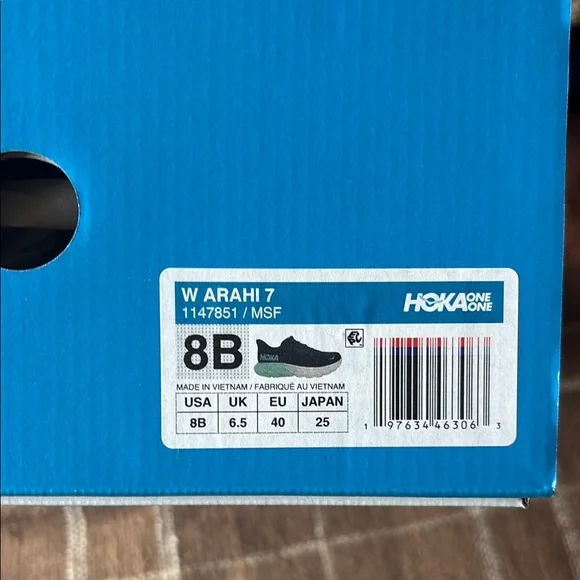 W ARAHI 7
1147851 / MSF
HOKA ONE ONE
8B
HOKA
MADE IN VIETNAM / FABRIQUÉ AU VIETNAM
USA UK EU JAPAN
8B 6.5 40 25
1 97634 46306 3